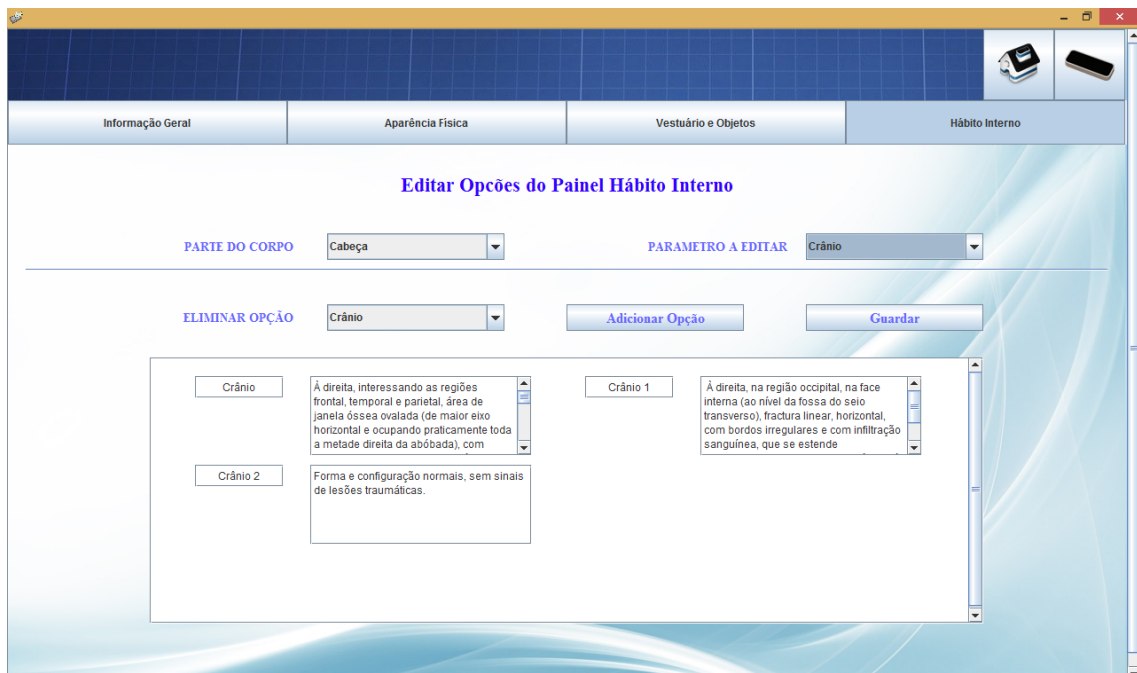 Informação Geral
Aparência Física
Vestuário e Objetos
Hábito Interno
Editar Opcões do Painel Hábito Interno
PARTE DO CORPO
Cabeça
PARAMETRO A EDITAR
Crânio
ELIMINAR OPÇÃO
Crânio
Adicionar Opção
Guardar
Crânio
À direita, interessando as regiões
frontal, temporal e parietal, área de
janela óssea ovalada (de maior eixo
horizontal e ocupando praticamente toda
a metade direita da abóbada), com
Crânio 1
À direita, na região occipital, na face
interna (ao nível da fossa do seio
transverso), fractura linear, horizontal,
com bordos irregulares e com infiltração
sanguínea, que se estende
Crânio 2
Forma e configuração normais, sem sinais
de lesões traumáticas.